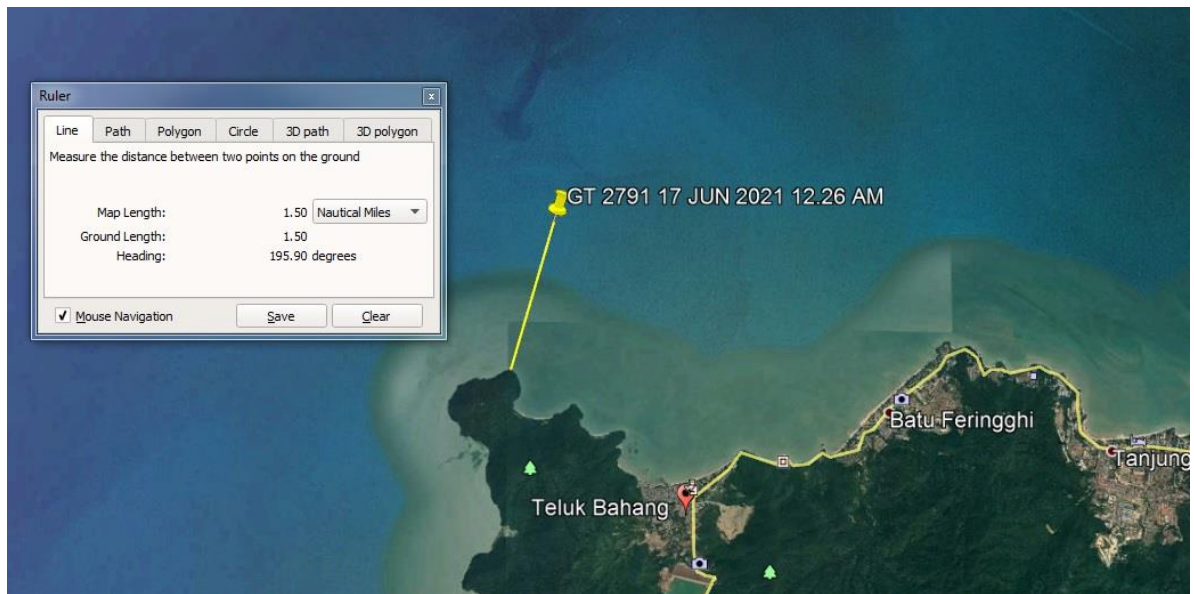 Ruler
Line Path Polygon Circle 3D path 3D polygon
Measure the distance between two points on the ground
Map Length: 1.50 Nautical Miles
Ground Length: 1.50
Heading: 195.90 degrees
Mouse Navigation Save Clear
GT 2791 17 JUN 2021 12.26 AM
Batu Feringghi
Tanjung
Teluk Bahang